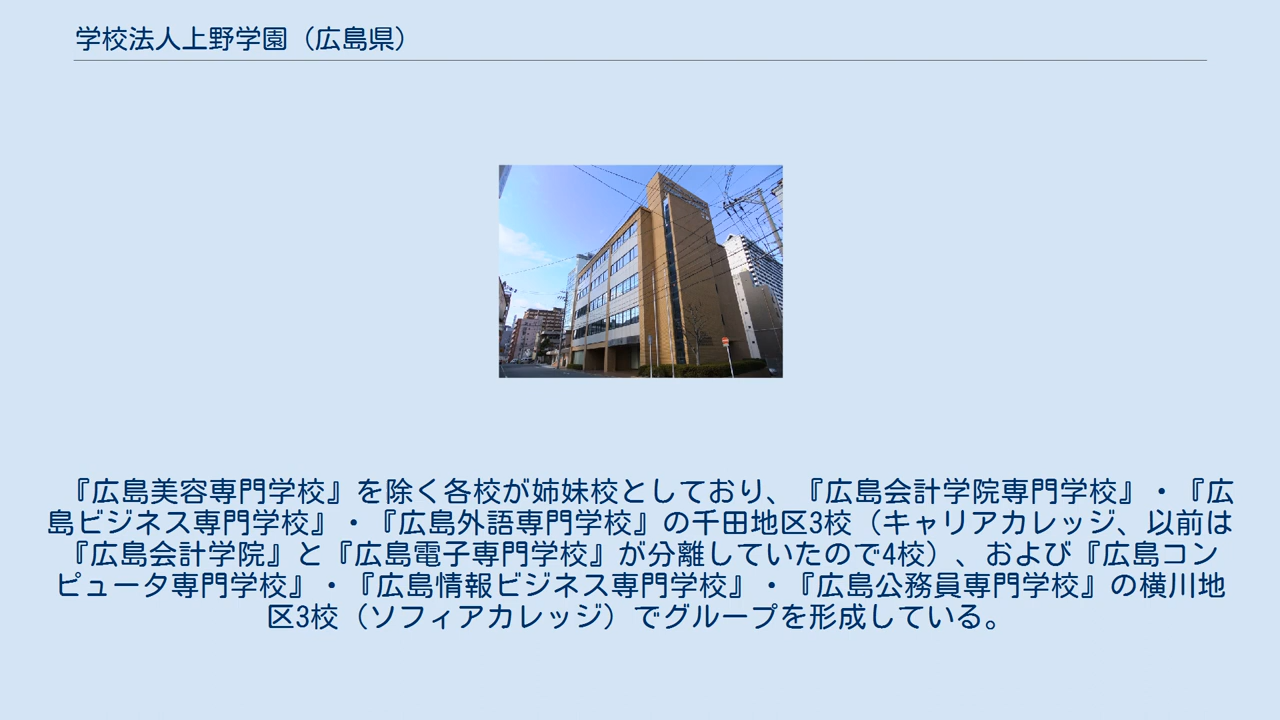 学校法人上野学園（広島県）
『広島美容専門学校』を除く各校が姉妹校としており、『広島会計学院専門学校』・『広
島ビジネス専門学校』・『広島外語専門学校』の千田地区3校（キャリアカレッジ、以前は
『広島会計学院』と『広島電子専門学校』が分離していたので4校）、および『広島コン
ピュータ専門学校』・『広島情報ビジネス専門学校』・『広島公務員専門学校』の横川地
区3校（ソフィアカレッジ）でグループを形成している。